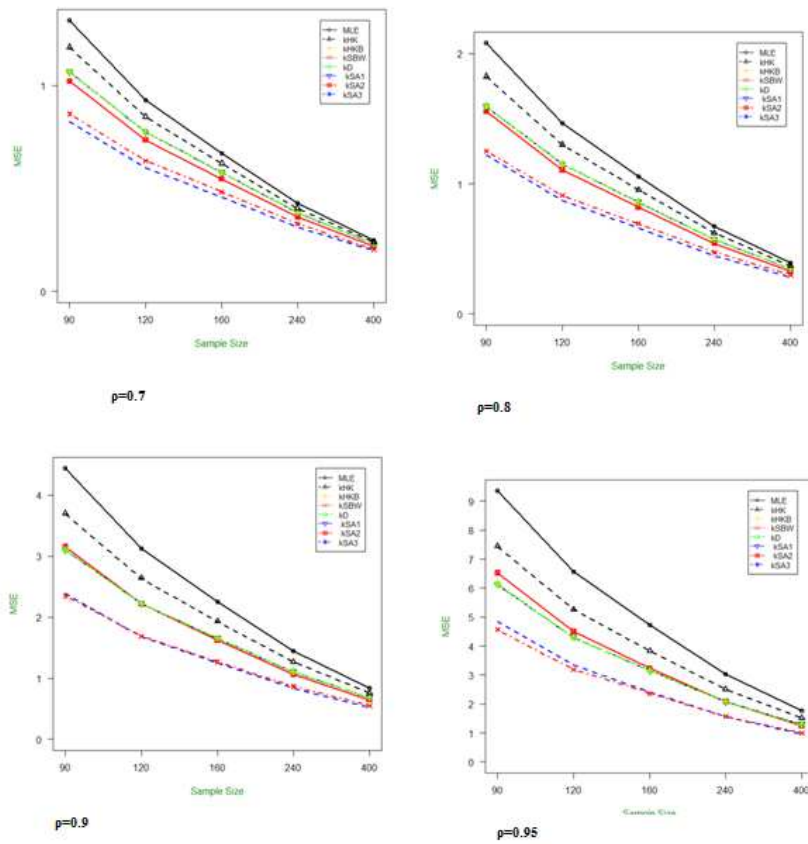 MLE
kHK
kHKB
kSBW
kD
kSA1
kSA2
kSA3
MSE
1
0
90 120 160 240 400
Sample Size
ρ=0.7
MLE
kHK
kHKB
kSBW
kD
kSA1
kSA2
kSA3
MSE
2
1
0
90 120 160 240 400
Sample Size
ρ=0.8
MLE
kHK
kHKB
kSBW
kD
kSA1
kSA2
kSA3
MSE
4
3
2
1
0
90 120 160 240 400
Sample Size
ρ=0.9
MLE
kHK
kHKB
kSBW
kD
kSA1
kSA2
kSA3
MSE
9
8
7
6
5
4
3
2
1
0
90 120 160 240 400
Sample Size
ρ=0.95